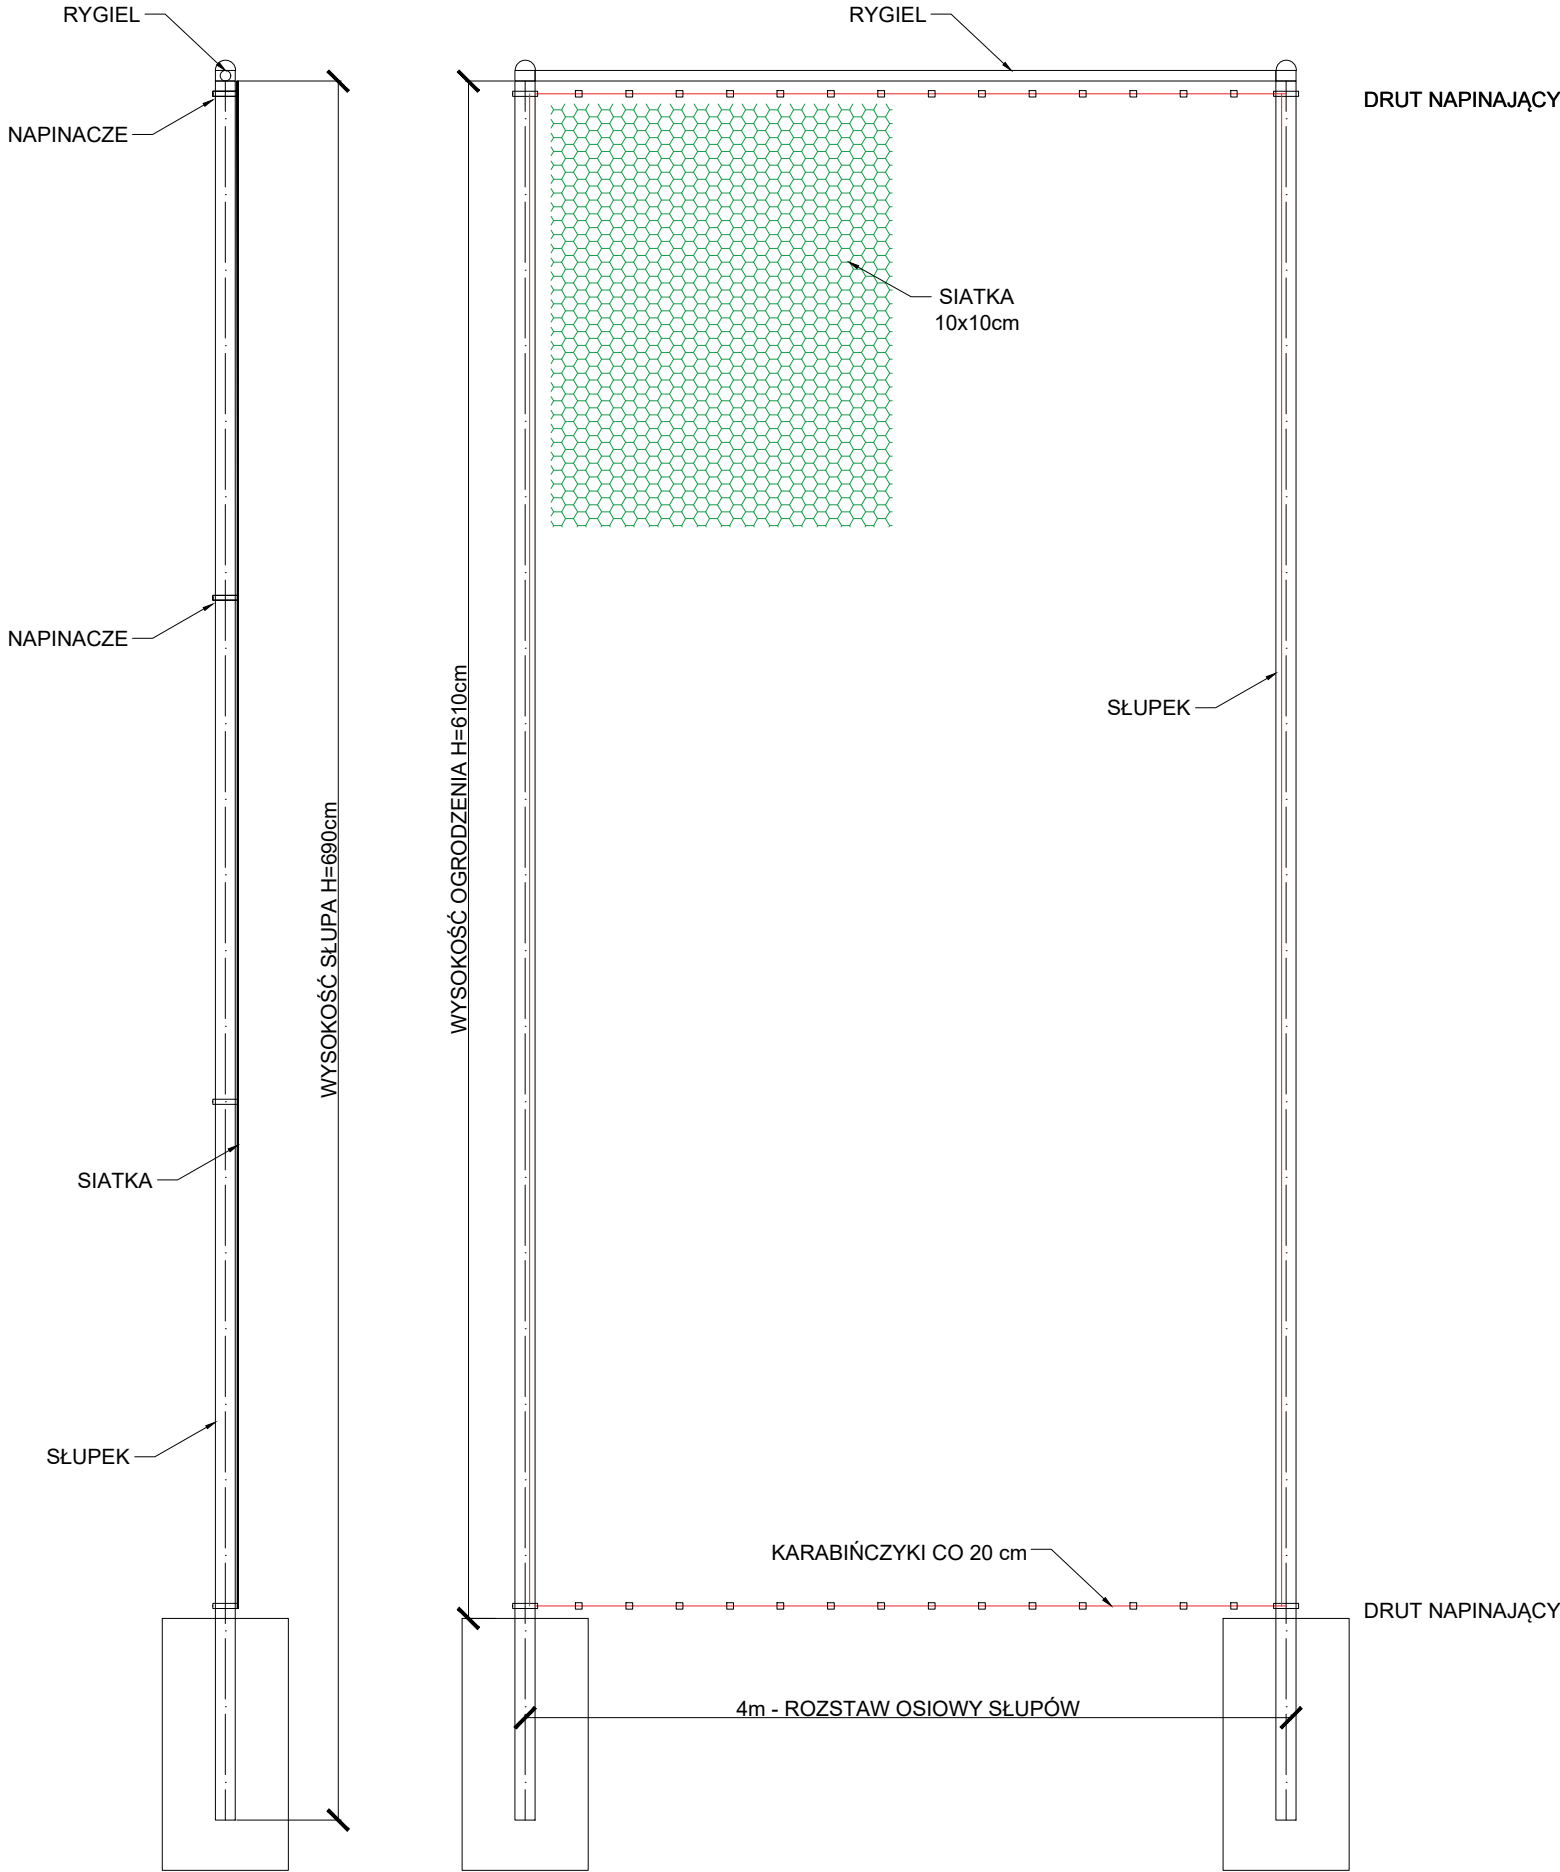 RYGIEL
RYGIEL
DRUT NAPINAJĄCY
NAPINACZE
SIATKA
10x10cm
NAPINACZE
SŁUPEK
WYSOKOŚĆ OGRODZENIA H=610cm
WYSOKOŚĆ SŁUPA H=690cm
SIATKA
SŁUPEK
KARABIŃCZYKI CO 20 cm
DRUT NAPINAJĄCY
4m - ROZSTAW OSIOWY SŁUPÓW